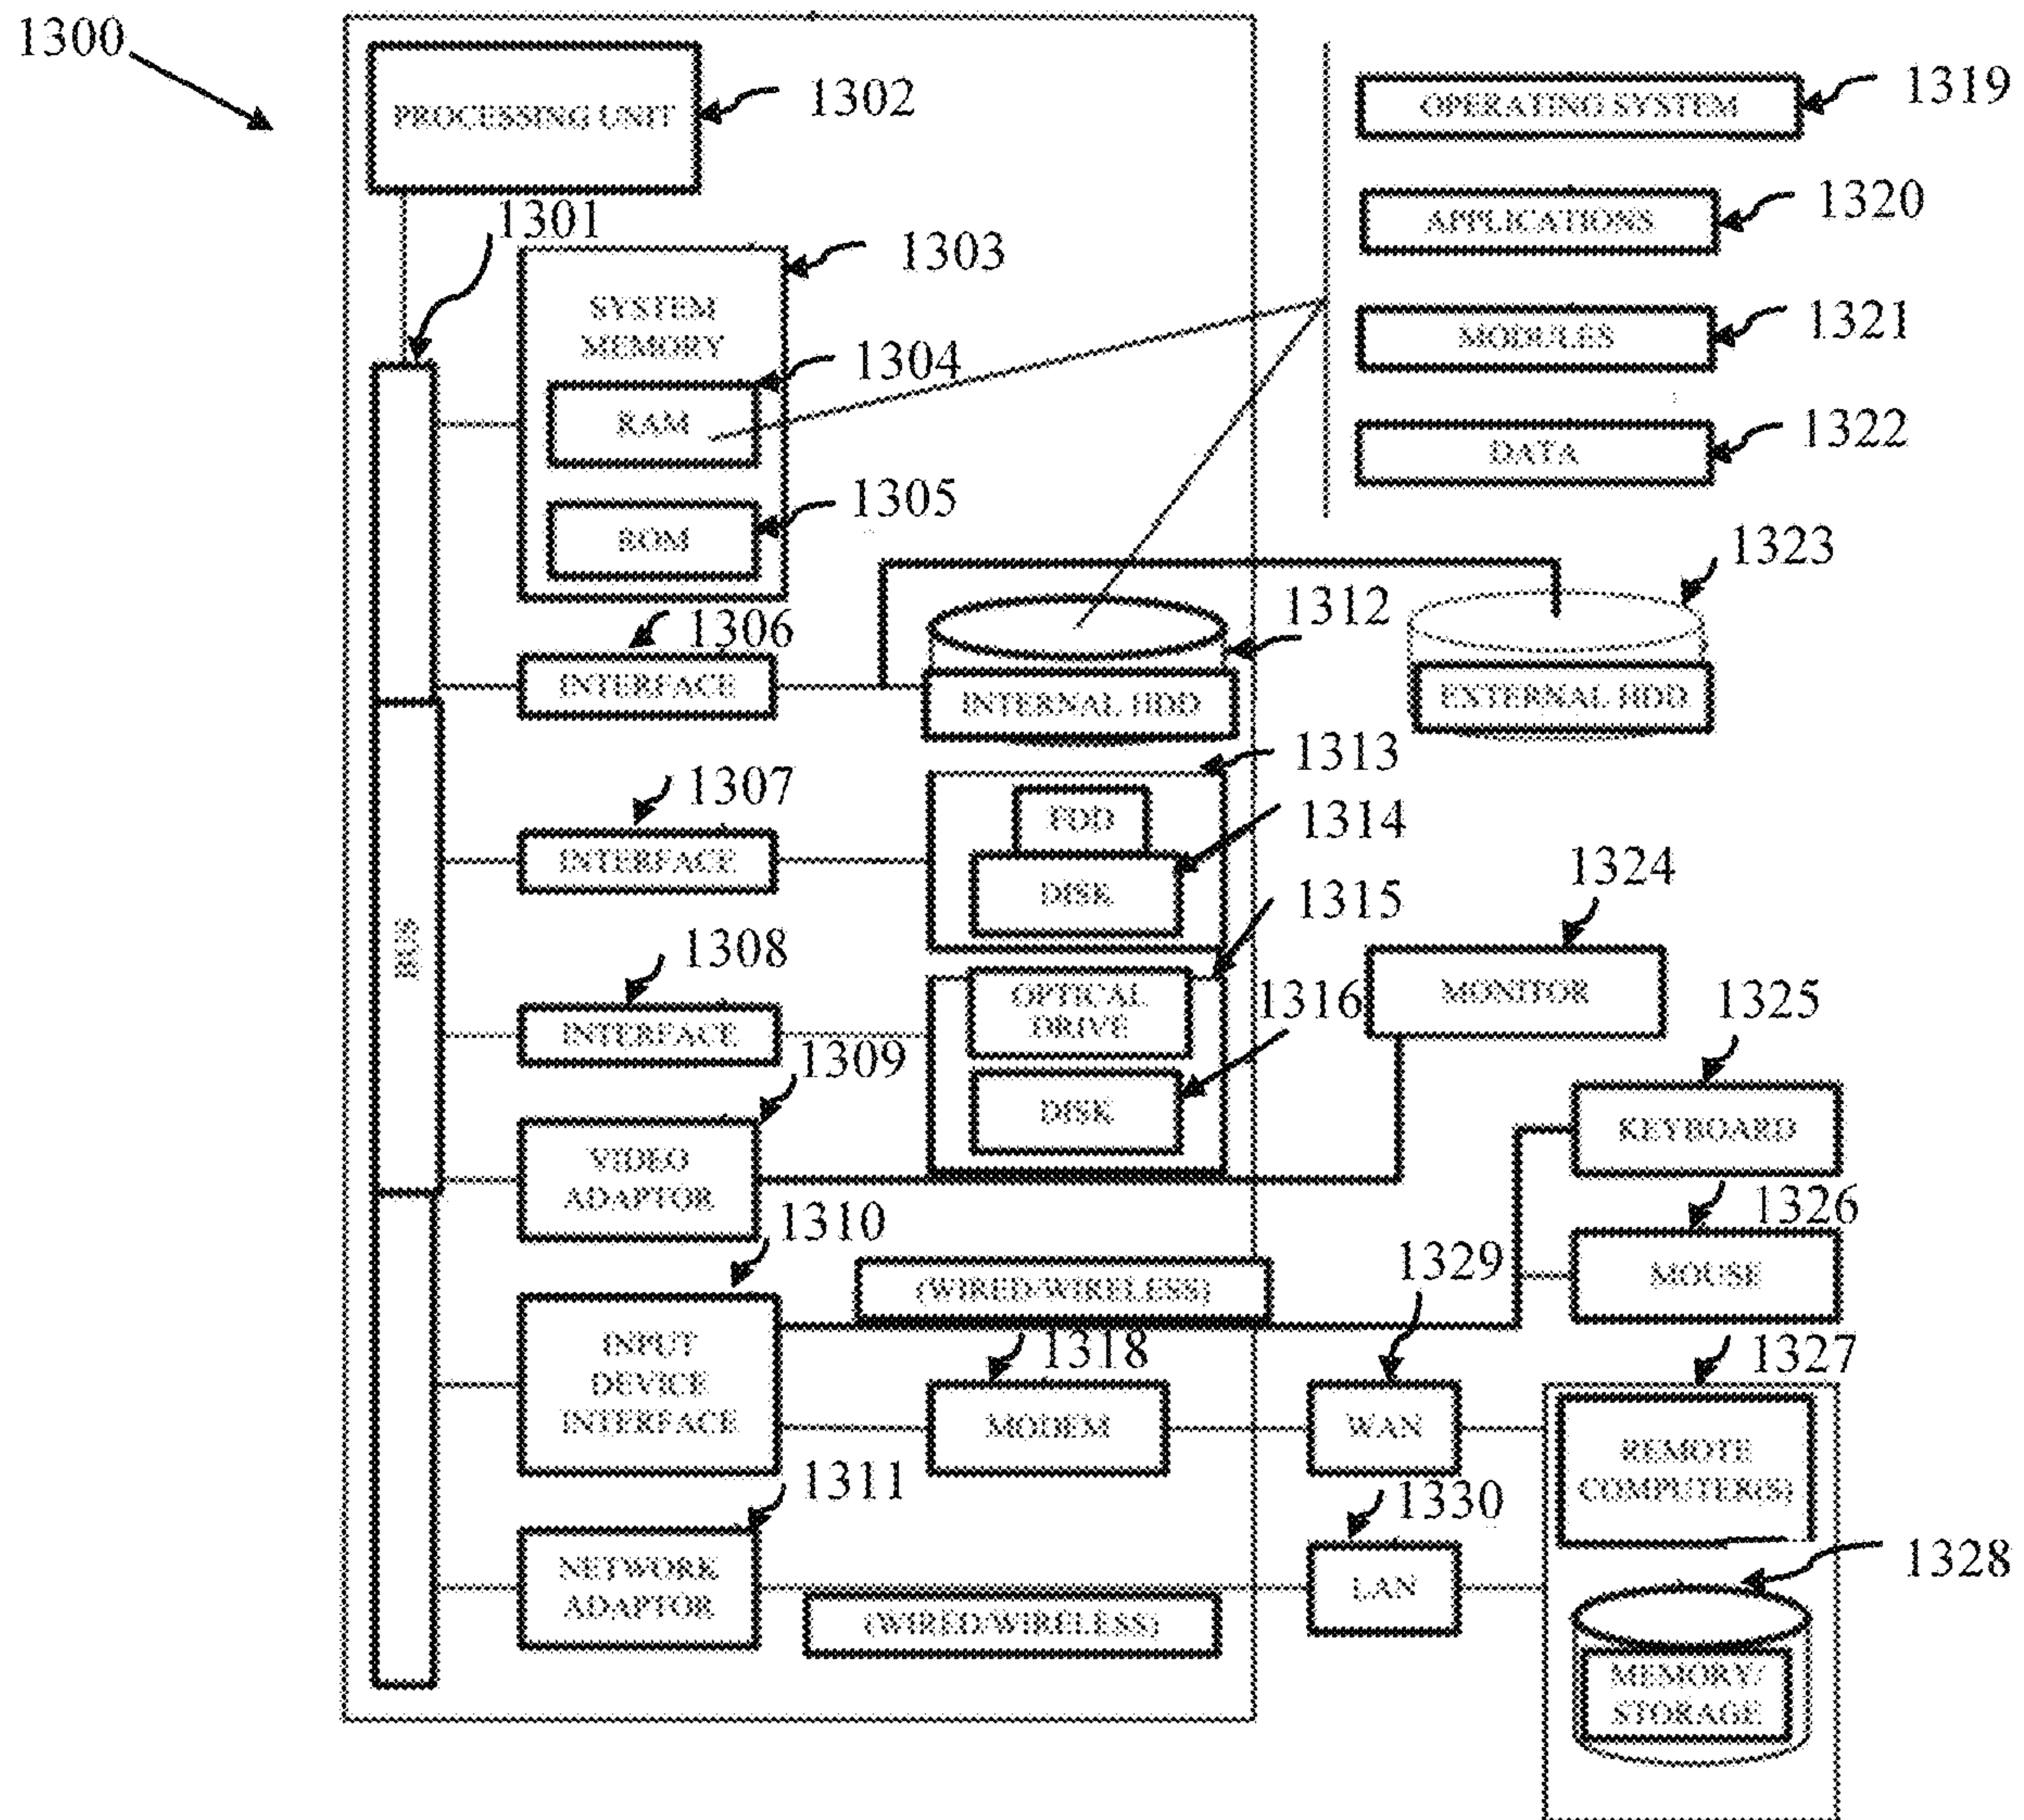 1300
PROCESSING UNIT
1302
OPERATING SYSTEM
1319
1301
1303
APPLICATIONS
1320
SYSTEM
MEMORY
MODULES
1321
1304
RAM
DATA
1322
1305
ROM
1323
1312
1306
INTERFACE
INTERNAL HDD
EXTERNAL HDD
1313
1307
FDD
1314
INTERFACE
DISK
1324
1315
BUS
1308
OPTICAL
DRIVE
1316
MONITOR
1325
INTERFACE
1309
DISK
KEYBOARD
VIDEO
ADAPTOR
1310
1326
1329
(WIRED/WIRELESS)
MOUSE
INPUT
DEVICE
INTERFACE
1318
1327
MODEM
WAN
REMOTE
COMPUTER(S)
1311
1330
1328
NETWORK
ADAPTOR
LAN
(WIRED/WIRELESS)
MEMORY/
STORAGE